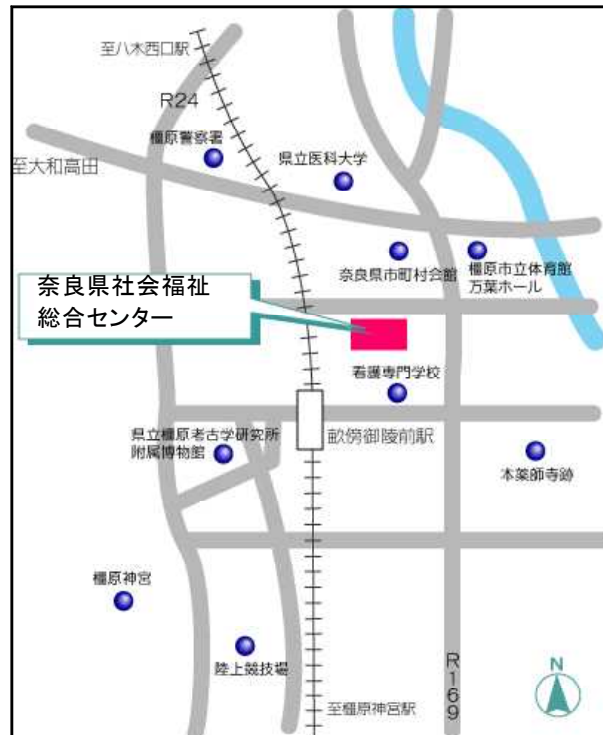 至八木西口駅
R24
橿原警察署
県立医科大学
至大和高田
奈良県市町村会館
橿原市立体育館
万葉ホール
奈良県社会福祉
総合センター
看護専門学校
県立橿原考古学研究所
附属博物館
畝傍御陵前駅
本薬師寺跡
橿原神宮
陸上競技場
R169
N
至橿原神宮駅